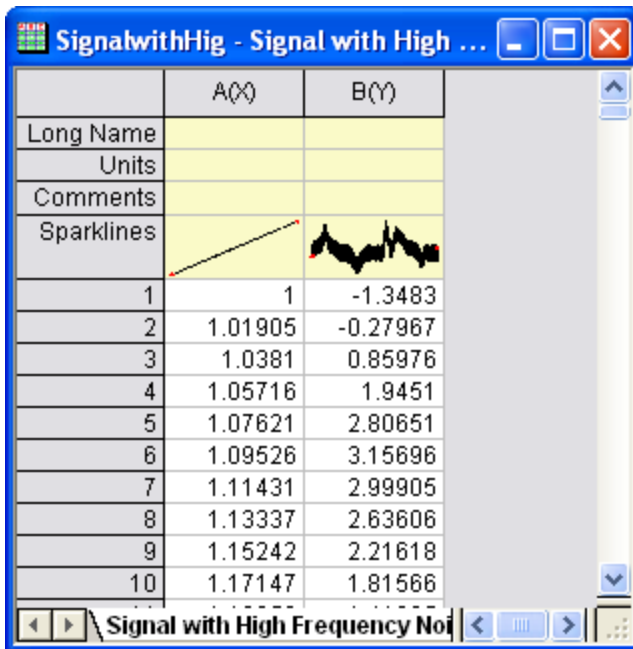 SignalwithHig - Signal with High ...
A(X) B(Y)
Long Name
Units
Comments
Sparklines
1 1 -1.3483
2 1.01905 -0.27967
3 1.0381 0.85976
4 1.05716 1.9451
5 1.07621 2.80651
6 1.09526 3.15696
7 1.11431 2.99905
8 1.13337 2.63606
9 1.15242 2.21618
10 1.17147 1.81566
Signal with High Frequency Noi